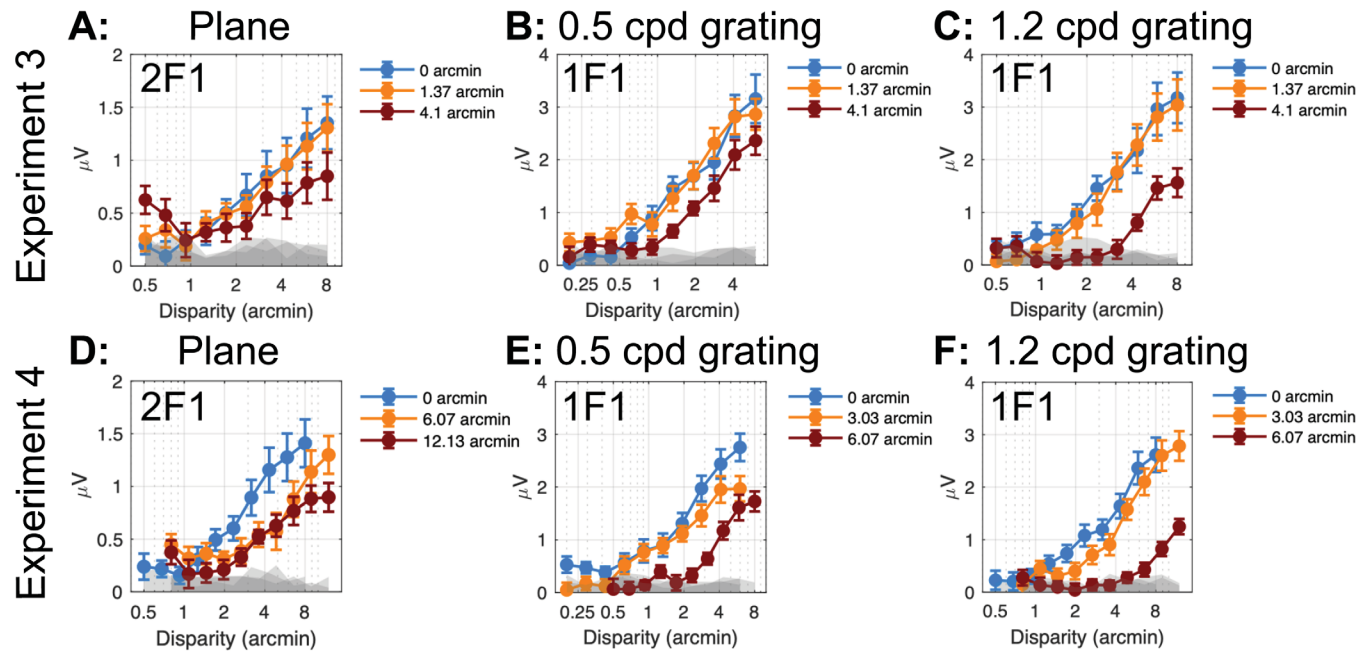 Experiment 3
A: Plane
2F1
0 arcmin
1.37 arcmin
4.1 arcmin
µV
2
1.5
1
0.5
0
0.5 1 2 4 8
Disparity (arcmin)
B: 0.5 cpd grating
1F1
0 arcmin
1.37 arcmin
4.1 arcmin
µV
4
3
2
1
0
0.25 0.5 1 2 4
Disparity (arcmin)
C: 1.2 cpd grating
1F1
0 arcmin
1.37 arcmin
4.1 arcmin
µV
4
3
2
1
0
0.5 1 2 4 8
Disparity (arcmin)
Experiment 4
D: Plane
2F1
0 arcmin
6.07 arcmin
12.13 arcmin
µV
2
1.5
1
0.5
0
0.5 1 2 4 8
Disparity (arcmin)
E: 0.5 cpd grating
1F1
0 arcmin
3.03 arcmin
6.07 arcmin
µV
4
3
2
1
0
0.25 0.5 1 2 4 8
Disparity (arcmin)
F: 1.2 cpd grating
1F1
0 arcmin
3.03 arcmin
6.07 arcmin
µV
4
3
2
1
0
0.5 1 2 4 8
Disparity (arcmin)